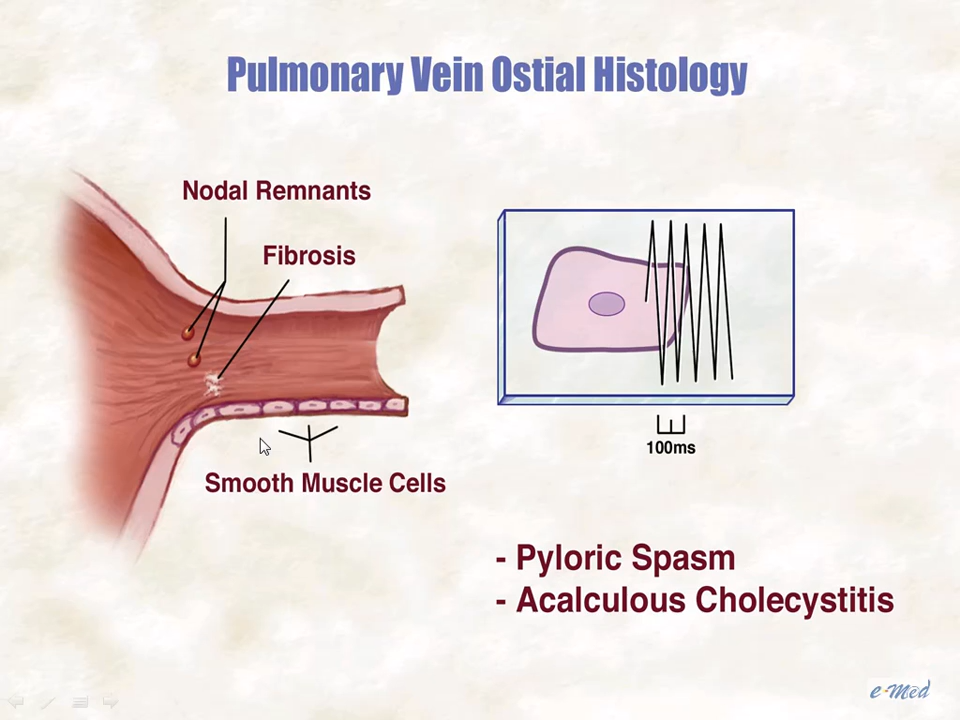 Pulmonary Vein Ostial Histology
Nodal Remnants
Fibrosis
Smooth Muscle Cells
100ms
- Pyloric Spasm
- Acalculous Cholecystitis
e-Med